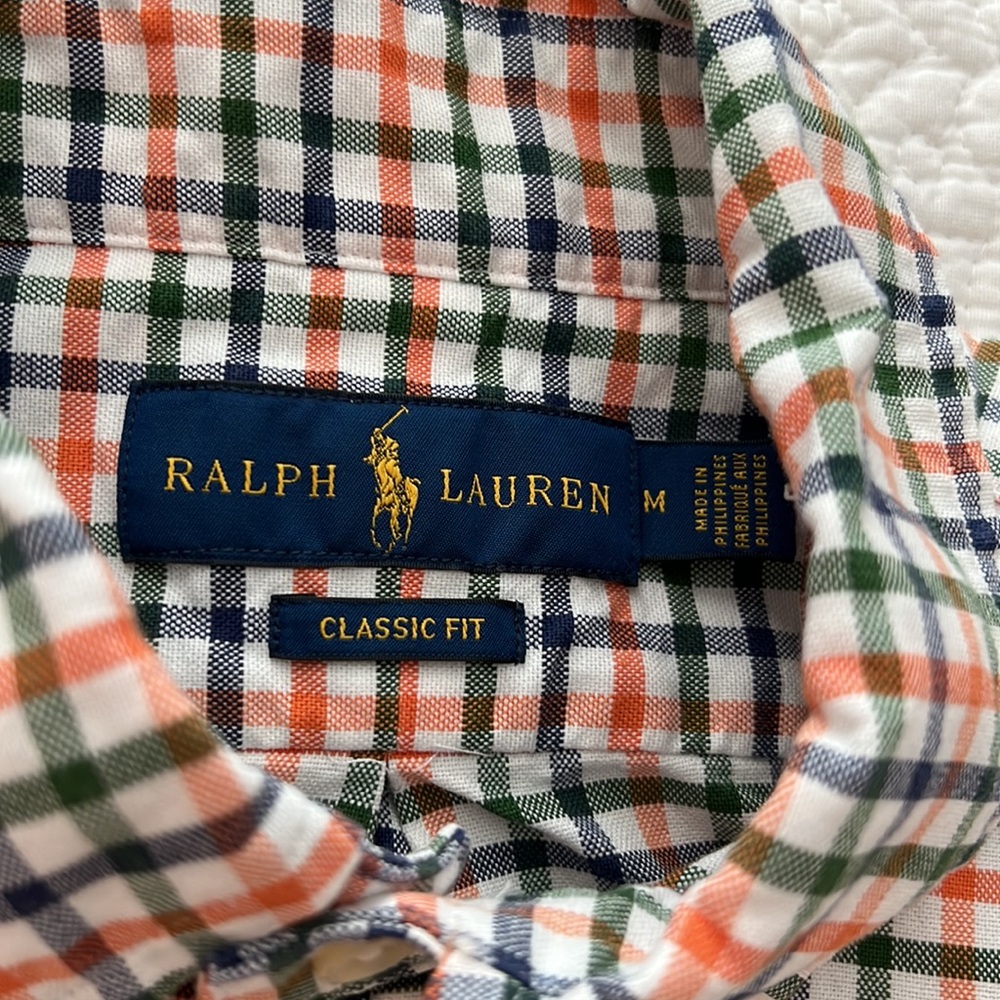 RALPH LAUREN
M
MADE IN
PHILIPPINES
FABRIQUÉ AUX
PHILIPPINES
CLASSIC FIT